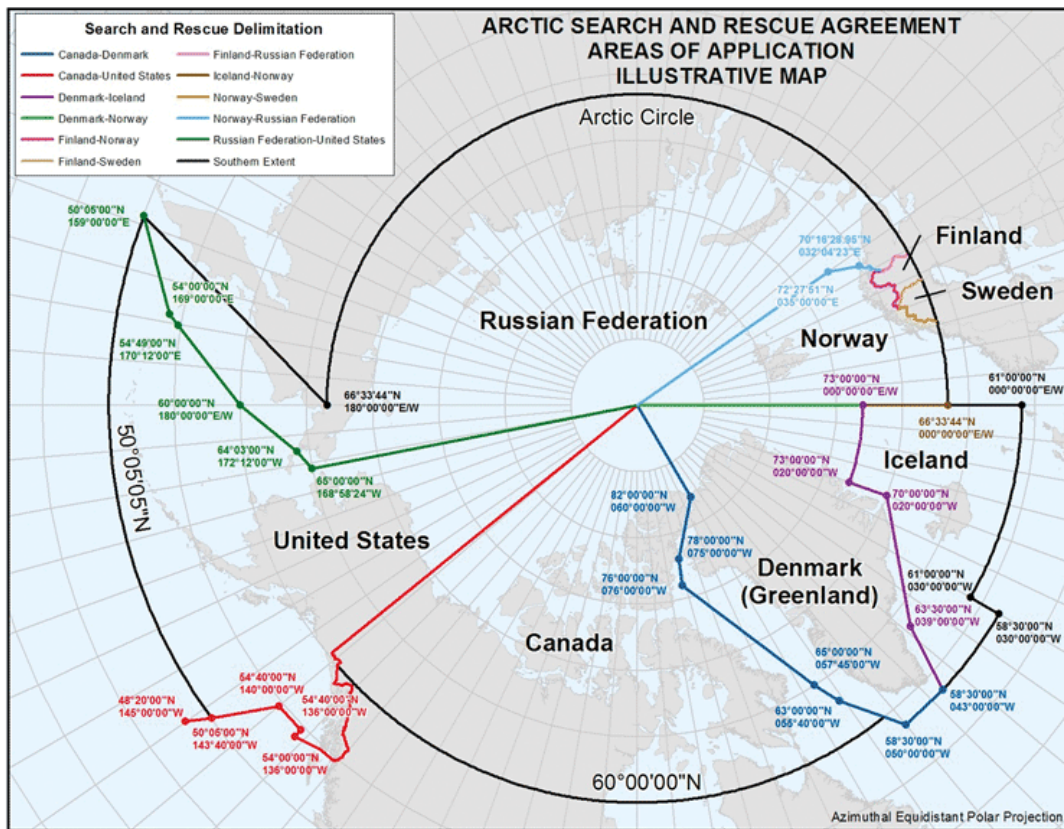 ARCTIC SEARCH AND RESCUE AGREEMENT
AREAS OF APPLICATION
ILLUSTRATIVE MAP
Search and Rescue Delimitation
Canada-Denmark
Canada-United States
Denmark-Iceland
Denmark-Norway
Finland-Norway
Finland-Sweden
Finland-Russian Federation
Iceland-Norway
Norway-Sweden
Norway-Russian Federation
Russian Federation-United States
Southern Extent
Arctic Circle
50°05'00"N
159°00'00"E
54°00'00"N
169°00'00"E
54°49'00"N
170°12'00"E
60°00'00"N
180°00'00"E/W
64°03'00"N
172°12'00"W
65°00'00"N
168°58'24"W
66°33'44"N
180°00'00"E/W
70°16'28.95"N
032°04'23"E
72°27'51"N
035°00'00"E
Finland
Sweden
Norway
Russian Federation
73°00'00"N
000°00'00"E/W
61°00'00"N
000°00'00"E/W
66°33'44"N
000°00'00"E/W
Iceland
73°00'00"N
020°00'00"W
70°00'00"N
020°00'00"W
50°05'05"N
United States
82°00'00"N
060°00'00"W
78°00'00"N
075°00'00"W
76°00'00"N
076°00'00"W
Denmark
(Greenland)
61°00'00"N
030°00'00"W
63°30'00"N
039°00'00"W
58°30'00"N
030°00'00"W
Canada
65°00'00"N
057°45'00"W
63°00'00"N
055°40'00"W
58°30'00"N
043°00'00"W
58°30'00"N
050°00'00"W
48°20'00"N
145°00'00"W
54°40'00"N
140°00'00"W
54°40'00"N
136°00'00"W
50°05'00"N
143°40'00"W
54°00'00"N
136°00'00"W
60°00'00"N
Azimuthal Equidistant Polar Projection